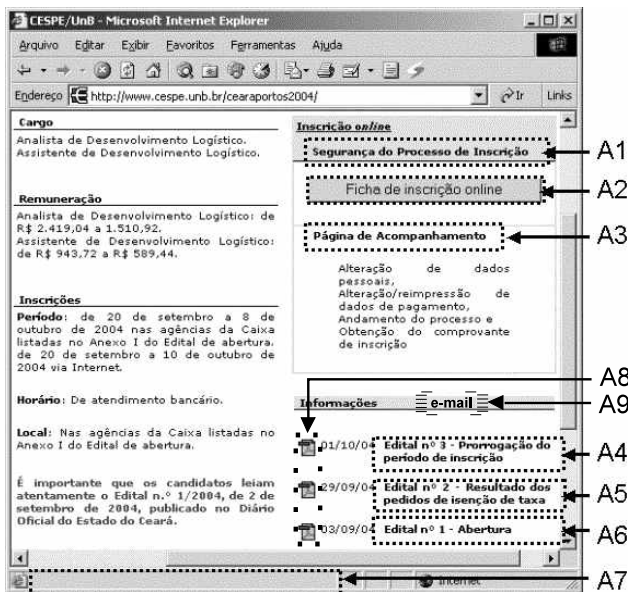 CESPE/UnB - Microsoft Internet Explorer
Arquivo Editar Exibir Favoritos Ferramentas Ajuda
Endereço http://www.cespe.unb.br/cearaportos2004/ Ir Links
Cargo
Analista de Desenvolvimento Logístico.
Assistente de Desenvolvimento Logístico.
Remuneração
Analista de Desenvolvimento Logístico: de
R$ 2.419,04 a 1.510,92.
Assistente de Desenvolvimento Logístico:
de R$ 943,72 a R$ 589,44.
Inscrições
Período: de 20 de setembro a 8 de
outubro de 2004 nas agências da Caixa
listadas no Anexo I do Edital de abertura.
de 20 de setembro a 10 de outubro de
2004 via Internet.
Horário: De atendimento bancário.
Local: Nas agências da Caixa listadas no
Anexo I do Edital de abertura.
É importante que os candidatos leiam
atentamente o Edital n.º 1/2004, de 2 de
setembro de 2004, publicado no Diário
Oficial do Estado do Ceará.
Inscrição online
Segurança do Processo de Inscrição
A1
Ficha de inscrição online
A2
Página de Acompanhamento
A3
Alteração de dados
pessoais,
Alteração/reimpressão de
dados de pagamento,
Andamento do processo e
Obtenção do comprovante
de inscrição
A8
Informações e-mail
A9
01/10/04 Edital nº 3 - Prorrogação do
período de inscrição
A4
29/09/04 Edital nº 2 - Resultado dos
pedidos de isenção de taxa
A5
03/09/04 Edital nº 1 - Abertura
A6
Internet
A7